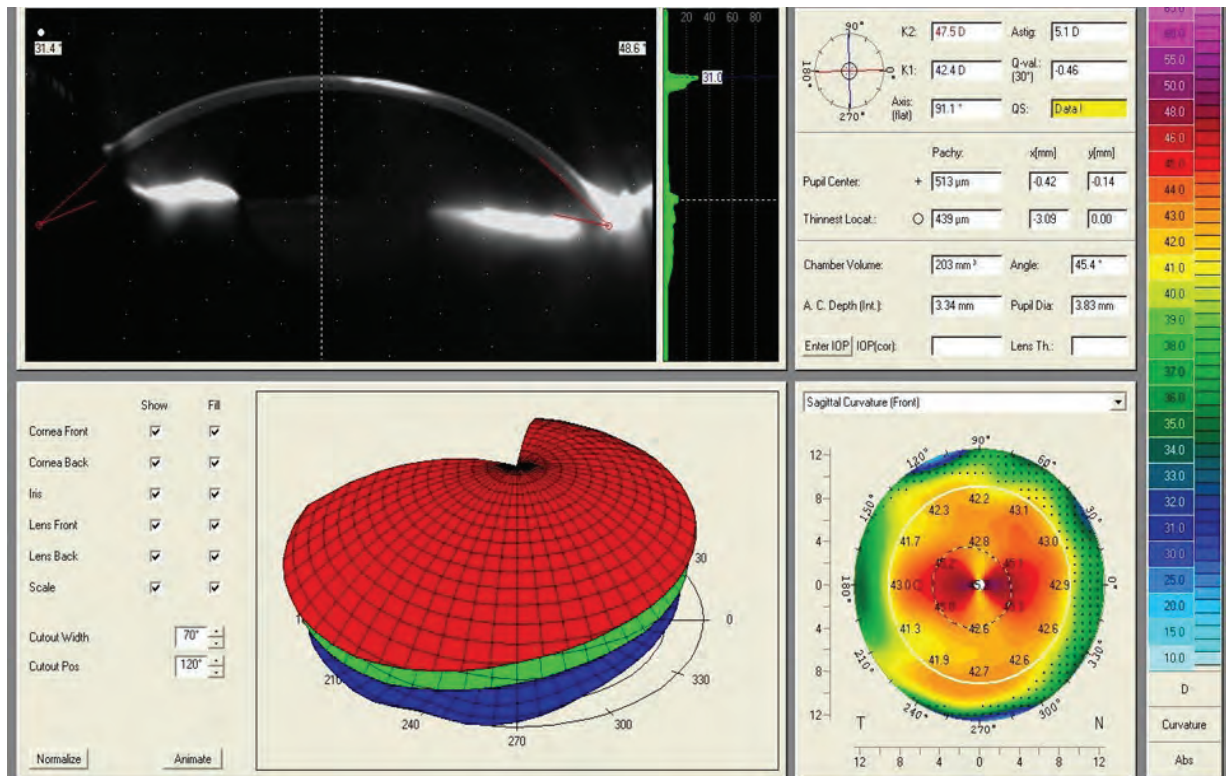 31.4 °
48.6 °
20 40 60 80
31.0
90°
180°
0°
270°
K2: 47.5 D Astig: 5.1 D
K1: 42.4 D Q-val.: (30°) -0.46
Axis: (flat) 91.1 ° QS: Data!
Pachy: x[mm] y[mm]
Pupil Center: + 513 µm -0.42 -0.14
Thinnest Locat.: O 439 µm -3.09 0.00
Chamber Volume: 203 mm³ Angle: 45.4 °
A. C. Depth (Int.): 3.34 mm Pupil Dia: 3.83 mm
Enter IOP IOP(cor): Lens Th.:
Show Fill
Cornea Front
Cornea Back
Iris
Lens Front
Lens Back
Scale
Cutout Width 70°
Cutout Pos 120°
Normalize Animate
30
0
330
300
270
240
210
Sagittal Curvature (Front)
90°
120° 60°
150° 30°
180° 0°
210° 330°
240° 300°
270°
12
8
4
0
4
8
12
42.2
42.3 43.1
41.7 42.8 43.0
43.0 42.9
41.3 42.6 42.6
41.9 42.6
42.7
T N
12 8 4 0 4 8 12
55.0
50.0
48.0
46.0
45.0
44.0
43.0
42.0
41.0
40.0
39.0
38.0
37.0
36.0
35.0
34.0
33.0
32.0
31.0
30.0
25.0
20.0
15.0
10.0
D
Curvature
Abs